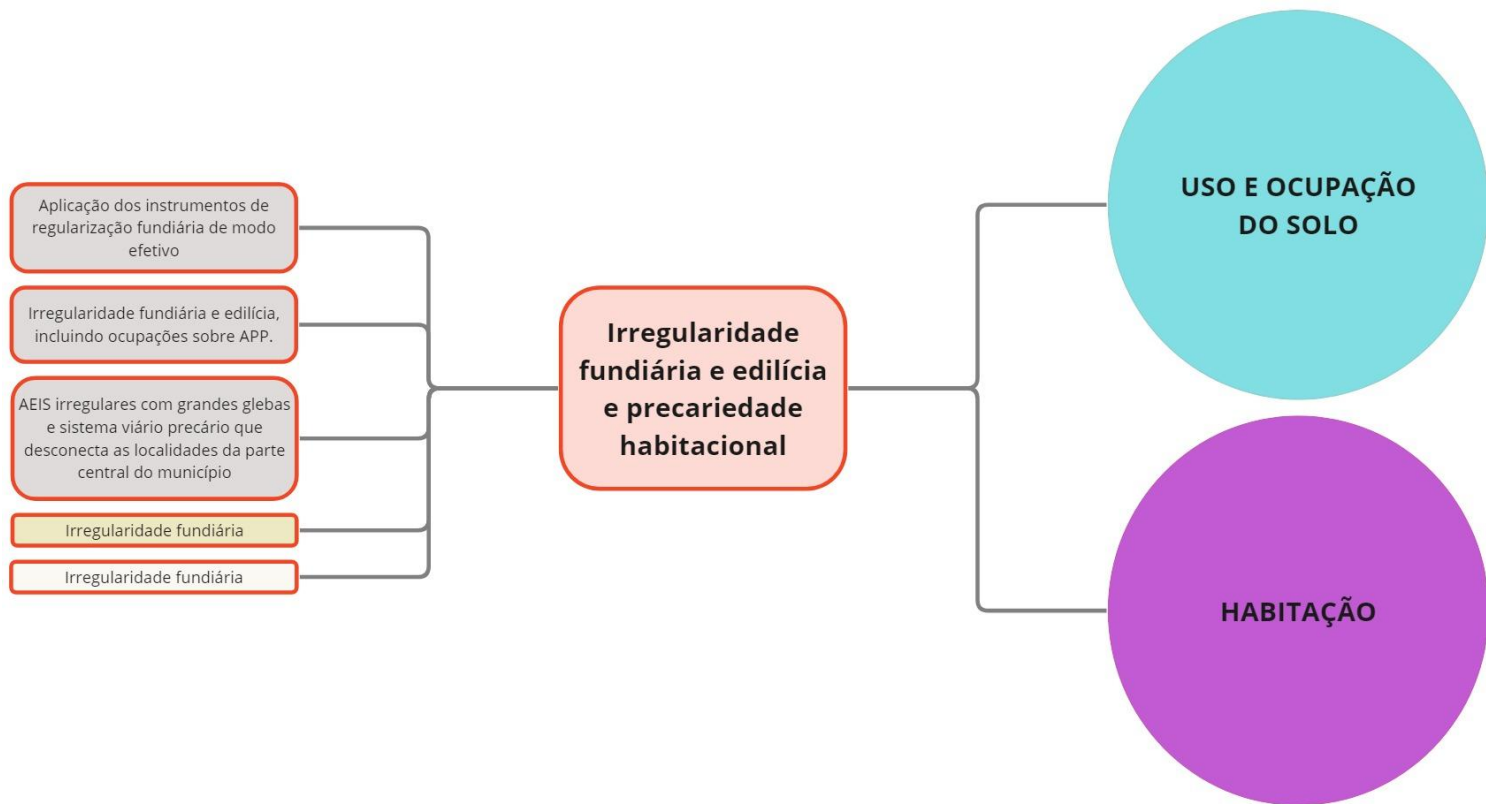 Aplicação dos instrumentos de
regularização fundiária de modo
efetivo
Irregularidade fundiária e edilícia,
incluindo ocupações sobre APP.
AEIS irregulares com grandes glebas
e sistema viário precário que
desconecta as localidades da parte
central do município
Irregularidade fundiária
Irregularidade fundiária
Irregularidade
fundiária e edilícia
e precariedade
habitacional
USO E OCUPAÇÃO
DO SOLO
HABITAÇÃO